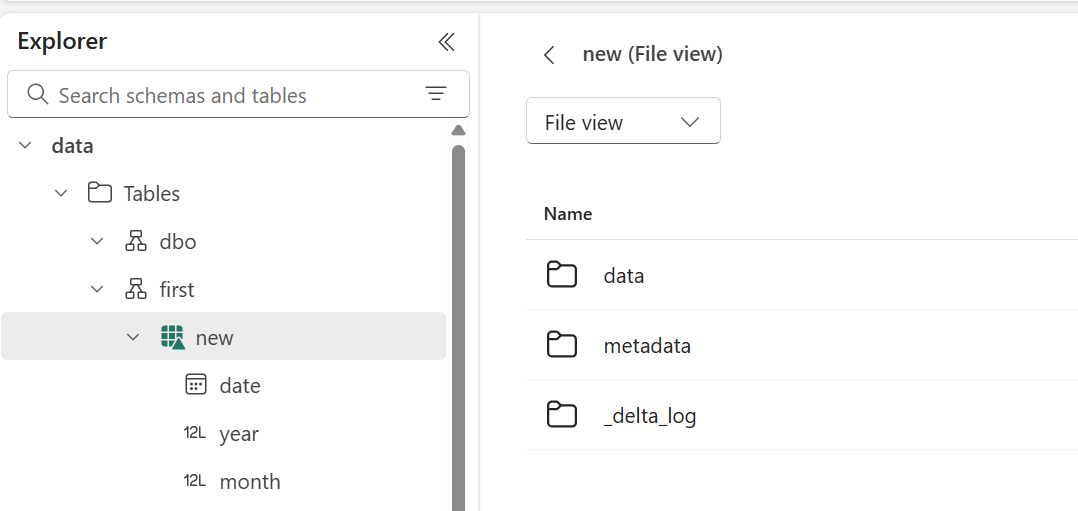 Explorer
Search schemas and tables
data
Tables
dbo
first
new
date
12L year
12L month
new (File view)
File view
Name
data
metadata
_delta_log